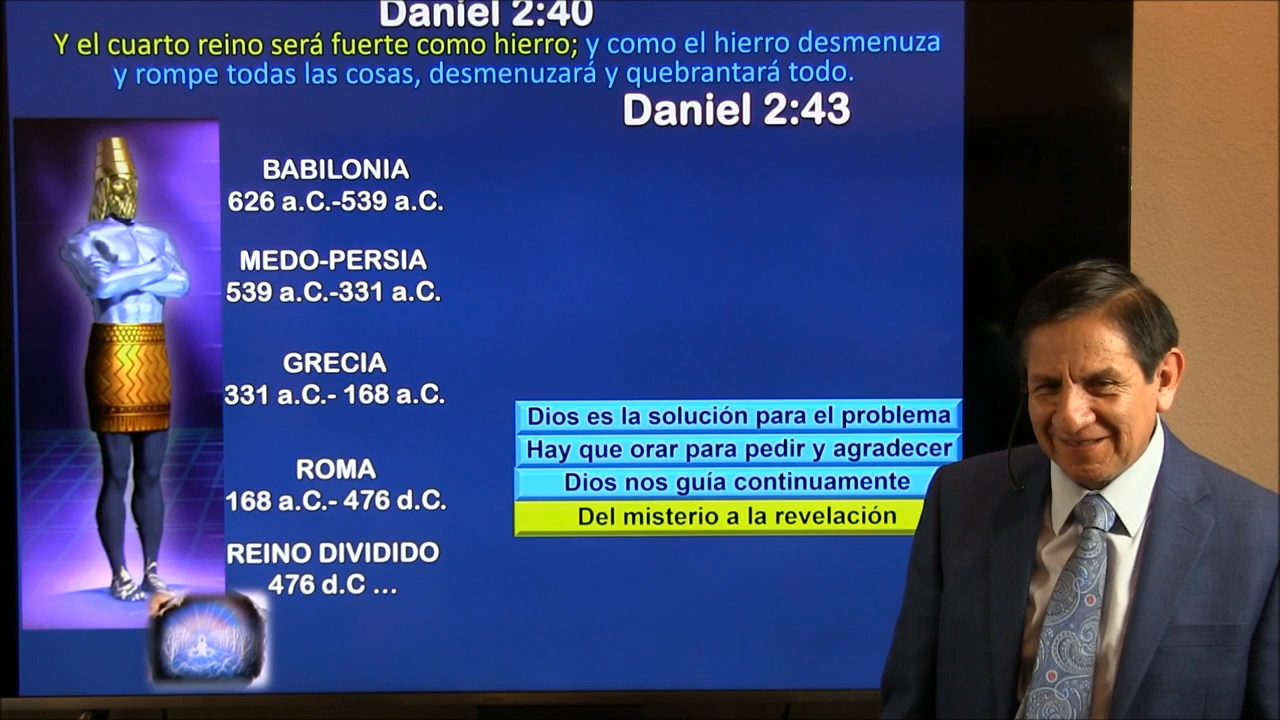 Daniel 2:40
Y el cuarto reino será fuerte como hierro; y como el hierro desmenuza
y rompe todas las cosas, desmenuzará y quebrantará todo.
Daniel 2:43
BABILONIA
626 a.C.-539 a.C.
MEDO-PERSIA
539 a.C.-331 a.C.
GRECIA
331 a.C.- 168 a.C.
ROMA
168 a.C.- 476 d.C.
REINO DIVIDIDO
476 d.C ...
Dios es la solución para el problema
Hay que orar para pedir y agradecer
Dios nos guía continuamente
Del misterio a la revelación